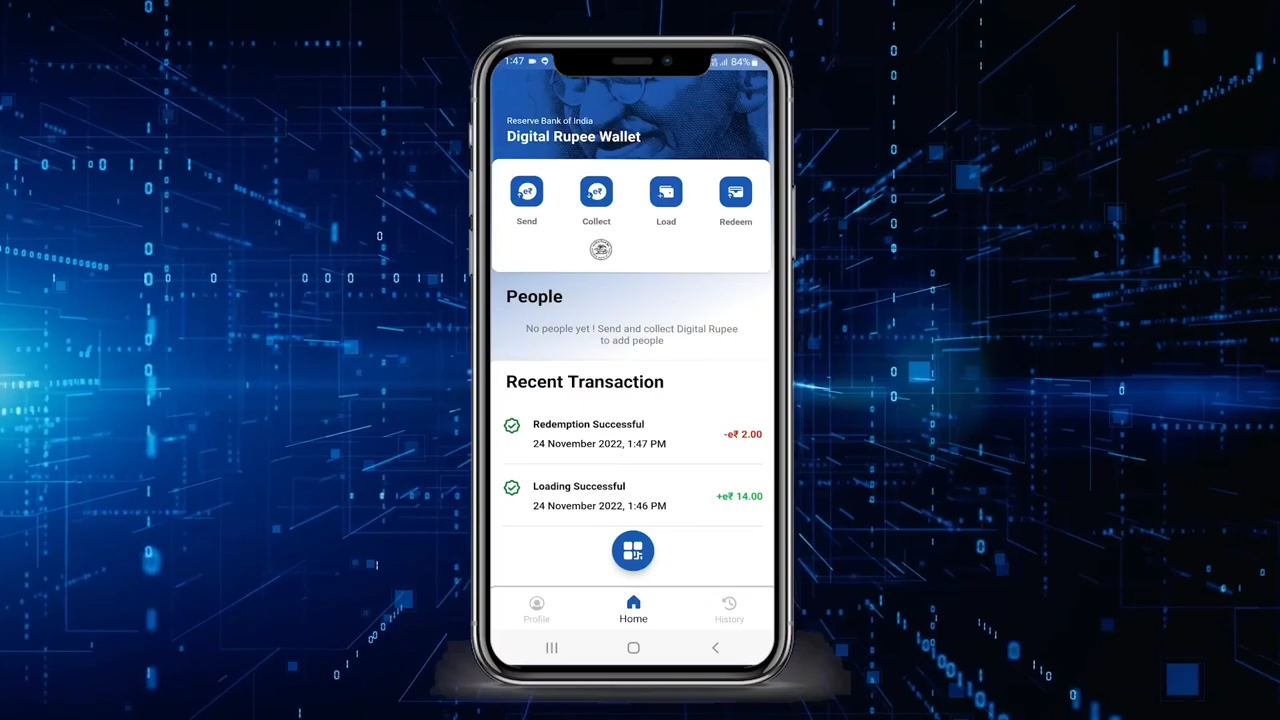 1:47 84%
Reserve Bank of India
Digital Rupee Wallet
e₹ e₹
Send Collect Load Redeem
People
No people yet ! Send and collect Digital Rupee
to add people
Recent Transaction
Redemption Successful
-e₹ 2.00
24 November 2022, 1:47 PM
Loading Successful
+e₹ 14.00
24 November 2022, 1:46 PM
Profile Home History